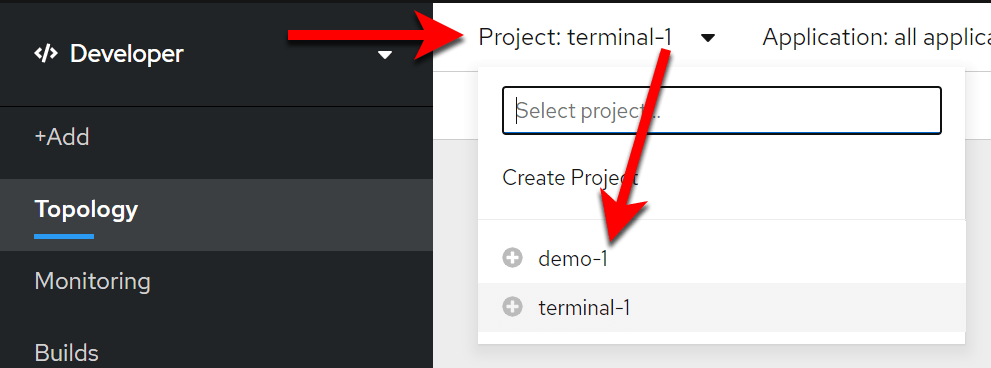 Developer
Project: terminal-1
Application: all applica
Select project...
+Add
Create Project
Topology
demo-1
Monitoring
terminal-1
Builds